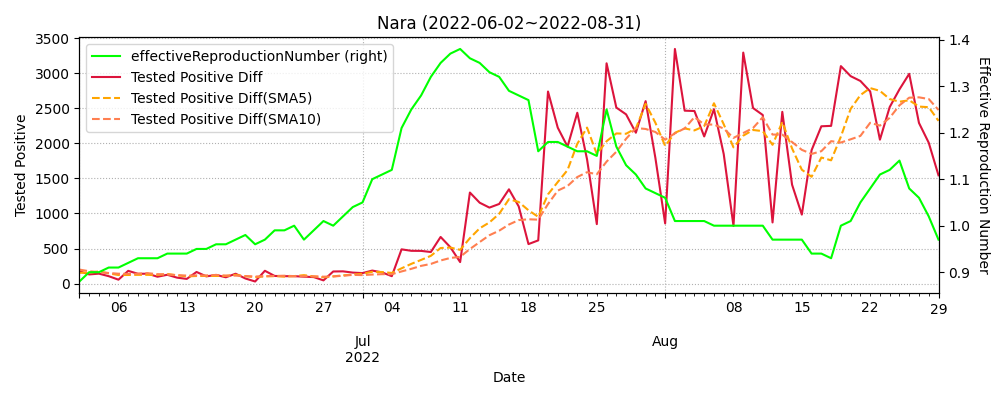 Nara (2022-06-02~2022-08-31)
effectiveReproductionNumber (right)
Tested Positive Diff
Tested Positive Diff(SMA5)
Tested Positive Diff(SMA10)
Tested Positive
3500
3000
2500
2000
1500
1000
500
0
Effective Reproduction Number
1.4
1.3
1.2
1.1
1.0
0.9
06 13 20 27 04 11 18 25 08 15 22 29
Jul Aug
2022
Date